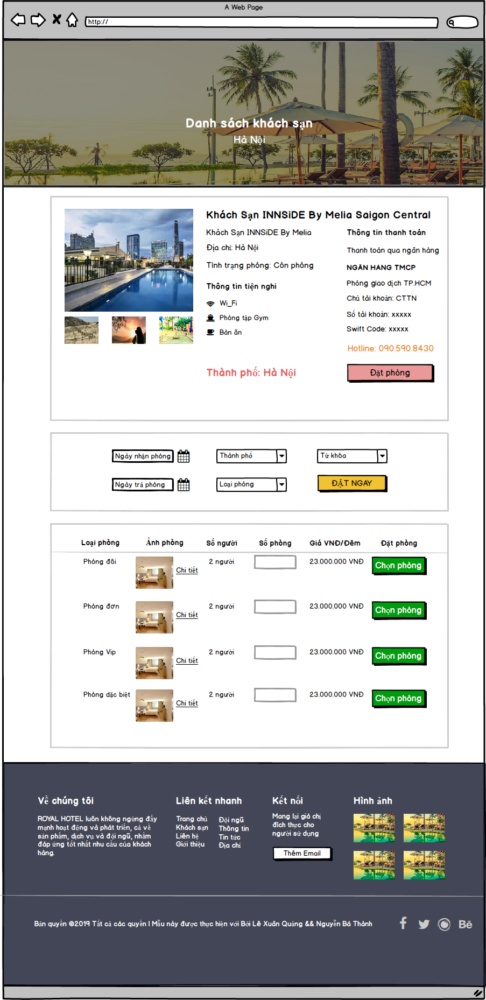 A Web Page
http://
Danh sách khách sạn
Hà Nội
Khách Sạn INNSiDE By Melia Saigon Central
Khách Sạn INNSiDE By Melia
Địa chỉ: Hà Nội
Tình trạng phòng: Còn phòng
Thông tin tiện nghi
Wi_Fi
Phòng tập Gym
Bàn ăn
Thành phố: Hà Nội
Thông tin thanh toán
Thanh toán qua ngân hàng
NGÂN HÀNG TMCP
Phòng giao dịch TP.HCM
Chủ tài khoản: CTTN
Số tài khoản: xxxxx
Swift Code: xxxxx
Hotline: 090.590.8430
Đặt phòng
Ngày nhận phòng
Thành phố
Từ khóa
Ngày trả phòng
Loại phòng
ĐẶT NGAY
Loại phòng Ảnh phòng Số người Số phòng Giá VNĐ/Đêm Đặt phòng
Phòng đôi Chi tiết 2 người 23.000.000 VNĐ Chọn phòng
Phòng đơn Chi tiết 2 người 23.000.000 VNĐ Chọn phòng
Phòng Vip Chi tiết 2 người 23.000.000 VNĐ Chọn phòng
Phòng dặc biệt Chi tiết 2 người 23.000.000 VNĐ Chọn phòng
Về chúng tôi
ROYAL HOTEL luôn không ngừng đẩy
mạnh hoạt động và phát triển, cả về
sản phẩm, dịch vụ và đội ngũ, nhằm
đáp ứng tốt nhất nhu cầu của khách
hàng.
Liên kết nhanh
Trang chủ
Khách sạn
Liên hệ
Giới thiệu
Đội ngũ
Thông tin
Tin tức
Địa chỉ
Kết nối
Mang lại giá chị
đích thực cho
người sử dụng
Thêm Email
Hình ảnh
Bản quyền ©2019 Tất cả các quyền | Mẫu này được thực hiện với Bởi Lê Xuân Quảng && Nguyễn Bá Thành
Bē